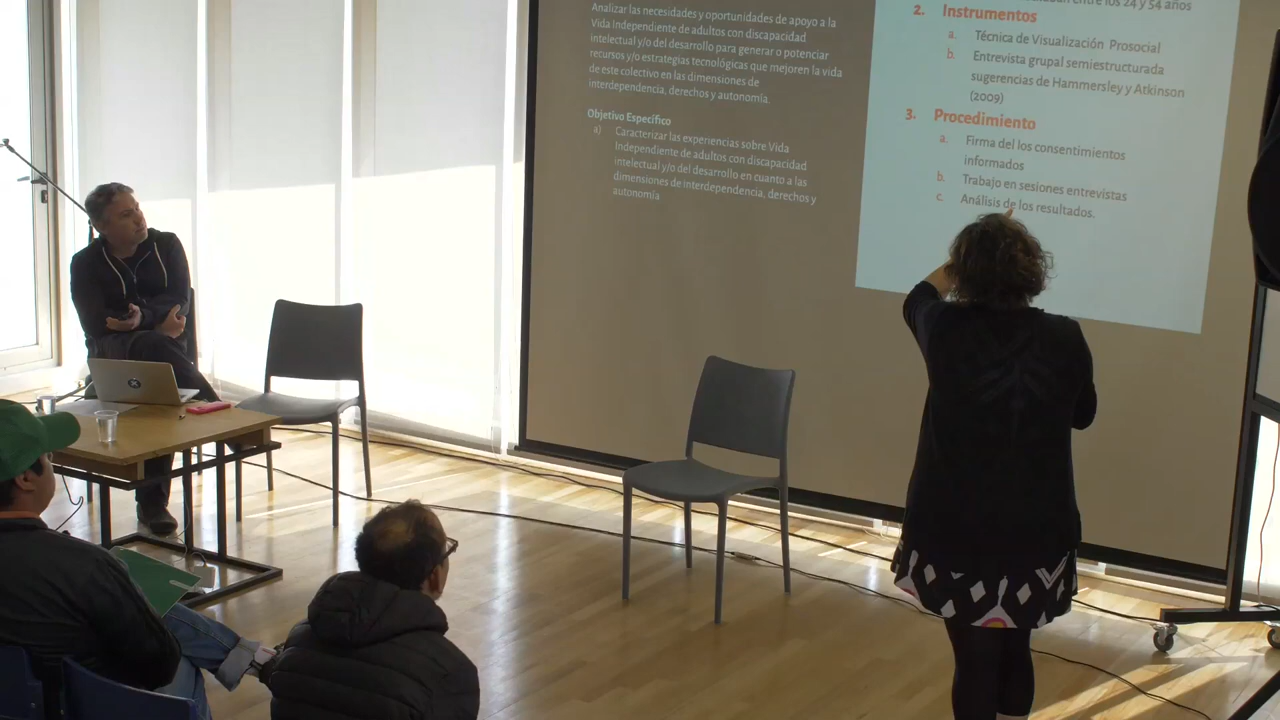 Analizar las necesidades y oportunidades de apoyo a la
Vida Independiente de adultos con discapacidad
intelectual y/o del desarrollo para generar o potenciar
recursos y/o estrategias tecnológicas que mejoren la vida
de este colectivo en las dimensiones de
interdependencia, derechos y autonomía.
Objetivo Específico
a) Caracterizar las experiencias sobre Vida
Independiente de adultos con discapacidad
intelectual y/o del desarrollo en cuanto a las
dimensiones de interdependencia, derechos y
autonomía
entre los 24 y 54 años
2. Instrumentos
a. Técnica de Visualización Prosocial
b. Entrevista grupal semiestructurada
sugerencias de Hammersley y Atkinson
(2009)
3. Procedimiento
a. Firma del los consentimientos
informados
b. Trabajo en sesiones entrevistas
c. Análisis de los resultados.